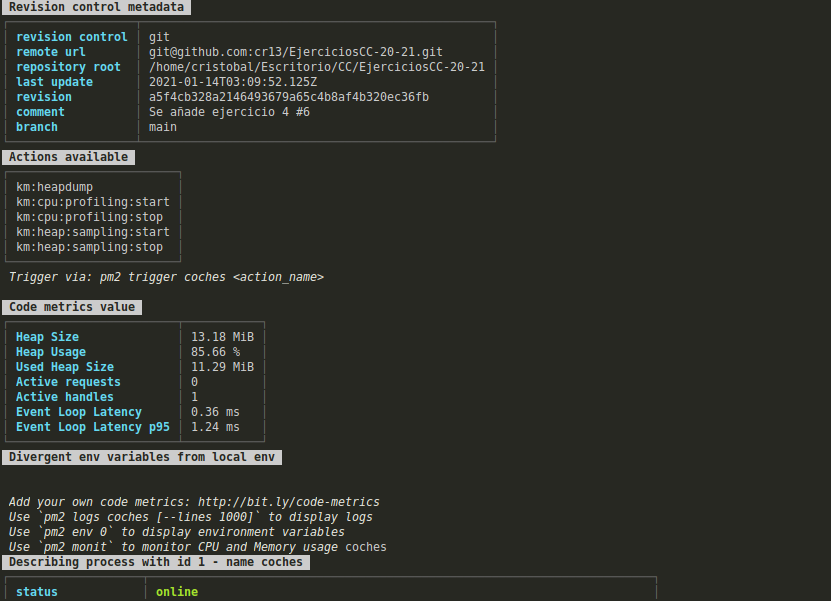 Revision control metadata
revision control git
remote url git@github.com:cr13/EjerciciosCC-20-21.git
repository root /home/cristobal/Escritorio/CC/EjerciciosCC-20-21
last update 2021-01-14T03:09:52.125Z
revision a5f4cb328a2146493679a65c4b8af4b320ec36fb
comment Se añade ejercicio 4 #6
branch main
Actions available
km:heapdump
km:cpu:profiling:start
km:cpu:profiling:stop
km:heap:sampling:start
km:heap:sampling:stop
Trigger via: pm2 trigger coches <action_name>
Code metrics value
Heap Size 13.18 MiB
Heap Usage 85.66 %
Used Heap Size 11.29 MiB
Active requests 0
Active handles 1
Event Loop Latency 0.36 ms
Event Loop Latency p95 1.24 ms
Divergent env variables from local env
Add your own code metrics: http://bit.ly/code-metrics
Use `pm2 logs coches [--lines 1000]` to display logs
Use `pm2 env 0` to display environment variables
Use `pm2 monit` to monitor CPU and Memory usage coches
Describing process with id 1 - name coches
status online